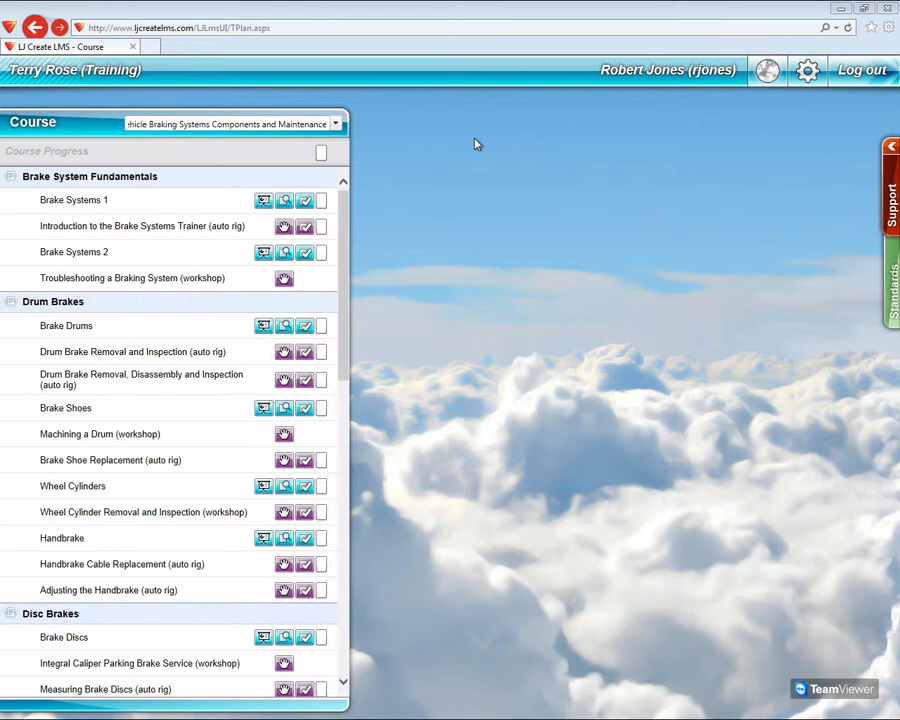 http://www.ljcreatelms.com/LJLmsUI/TPlan.aspx
LJ Create LMS - Course
Terry Rose (Training)
Robert Jones (rjones)
Log out
Course
hicle Braking Systems Components and Maintenance
Course Progress
Brake System Fundamentals
Brake Systems 1
Introduction to the Brake Systems Trainer (auto rig)
Brake Systems 2
Troubleshooting a Braking System (workshop)
Drum Brakes
Brake Drums
Drum Brake Removal and Inspection (auto rig)
Drum Brake Removal, Disassembly and Inspection
(auto rig)
Brake Shoes
Machining a Drum (workshop)
Brake Shoe Replacement (auto rig)
Wheel Cylinders
Wheel Cylinder Removal and Inspection (workshop)
Handbrake
Handbrake Cable Replacement (auto rig)
Adjusting the Handbrake (auto rig)
Disc Brakes
Brake Discs
Integral Caliper Parking Brake Service (workshop)
Measuring Brake Discs (auto rig)
Support
Standards
TeamViewer